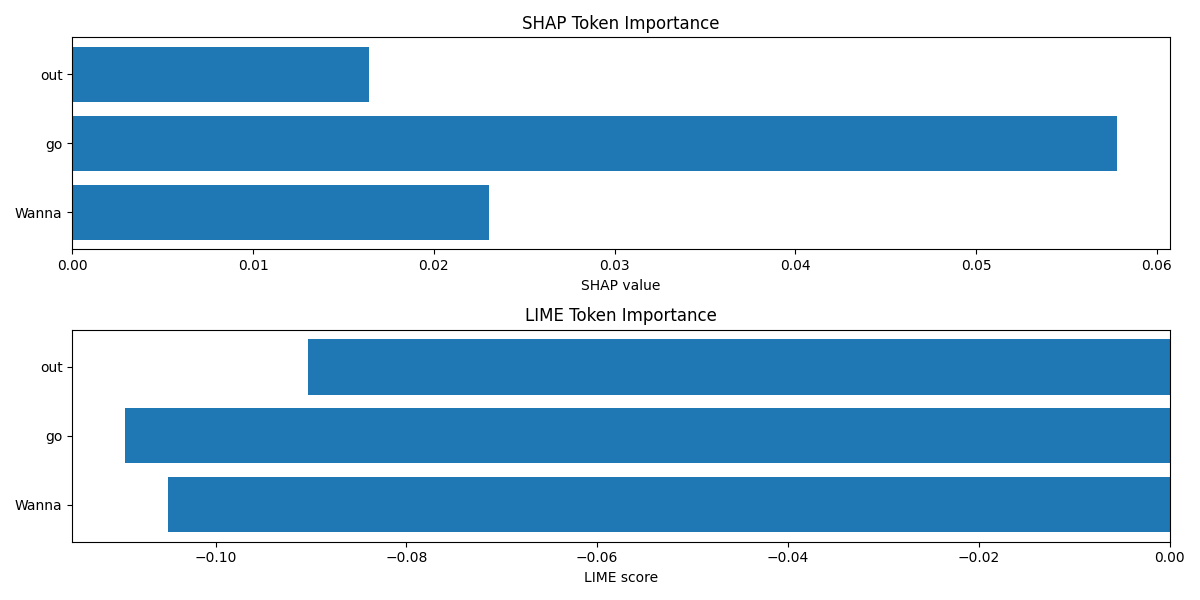 SHAP Token Importance
out
go
Wanna
0.00 0.01 0.02 0.03 0.04 0.05 0.06
SHAP value
LIME Token Importance
out
go
Wanna
−0.10 −0.08 −0.06 −0.04 −0.02 0.00
LIME score